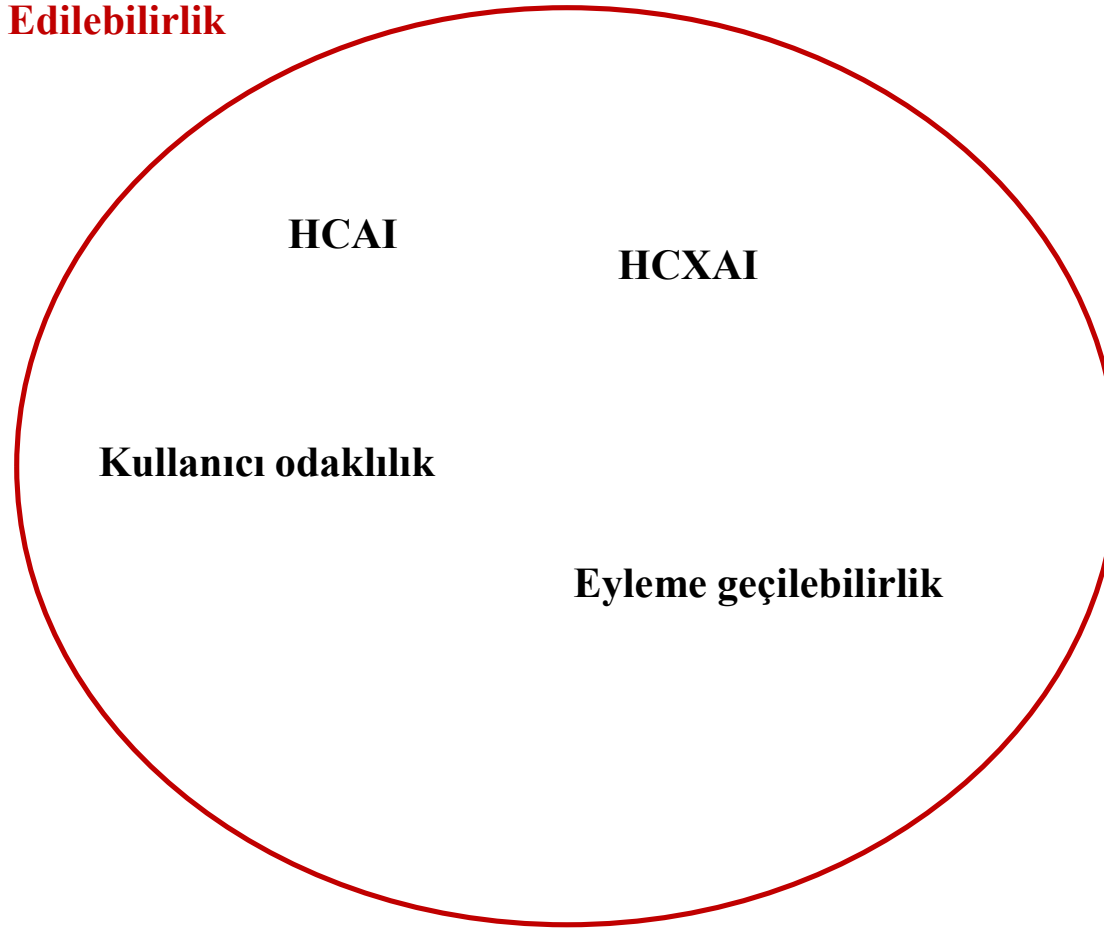 Edilebilirlik
HCAI
HCXAI
Kullanıcı odaklılık
Eyleme geçilebilirlik